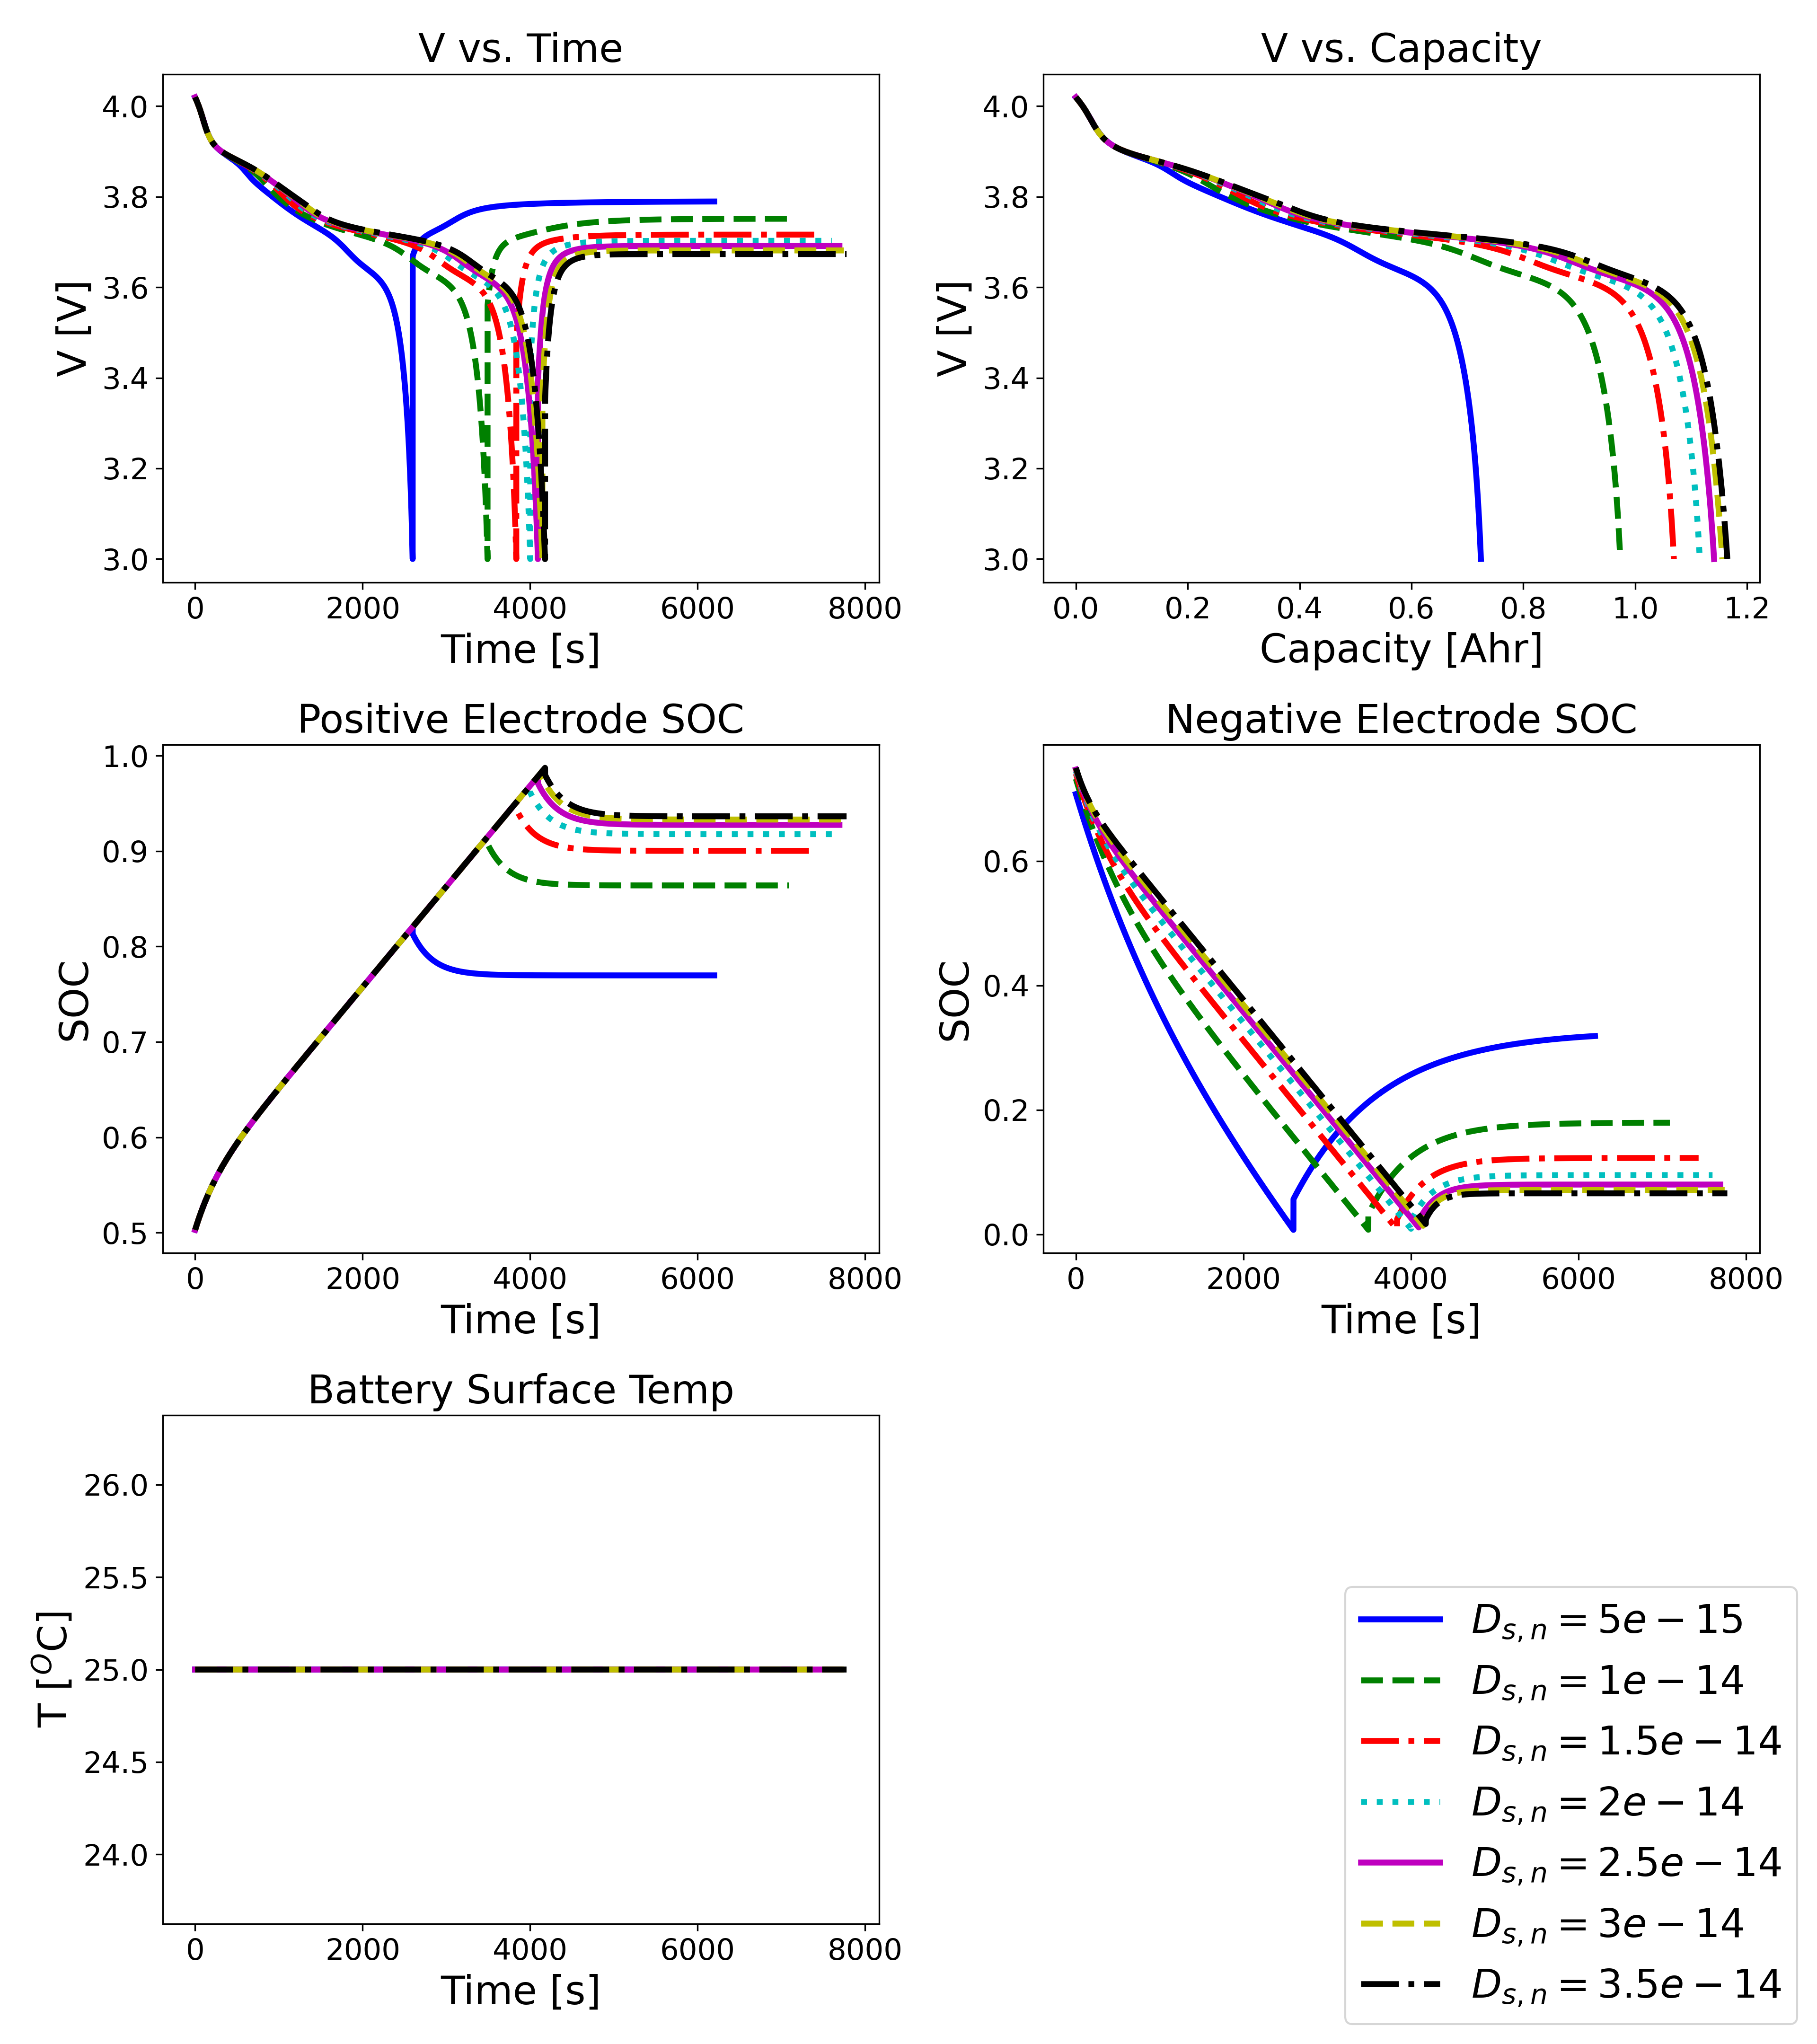 V vs. Time
V [V]
4.0
3.8
3.6
3.4
3.2
3.0
0 2000 4000 6000 8000
Time [s]
V vs. Capacity
V [V]
4.0
3.8
3.6
3.4
3.2
3.0
0.0 0.2 0.4 0.6 0.8 1.0 1.2
Capacity [Ahr]
Positive Electrode SOC
SOC
1.0
0.9
0.8
0.7
0.6
0.5
0 2000 4000 6000 8000
Time [s]
Negative Electrode SOC
SOC
0.6
0.4
0.2
0.0
0 2000 4000 6000 8000
Time [s]
Battery Surface Temp
T [°C]
26.0
25.5
25.0
24.5
24.0
0 2000 4000 6000 8000
Time [s]
D_{s,n} = 5e − 15
D_{s,n} = 1e − 14
D_{s,n} = 1.5e − 14
D_{s,n} = 2e − 14
D_{s,n} = 2.5e − 14
D_{s,n} = 3e − 14
D_{s,n} = 3.5e − 14